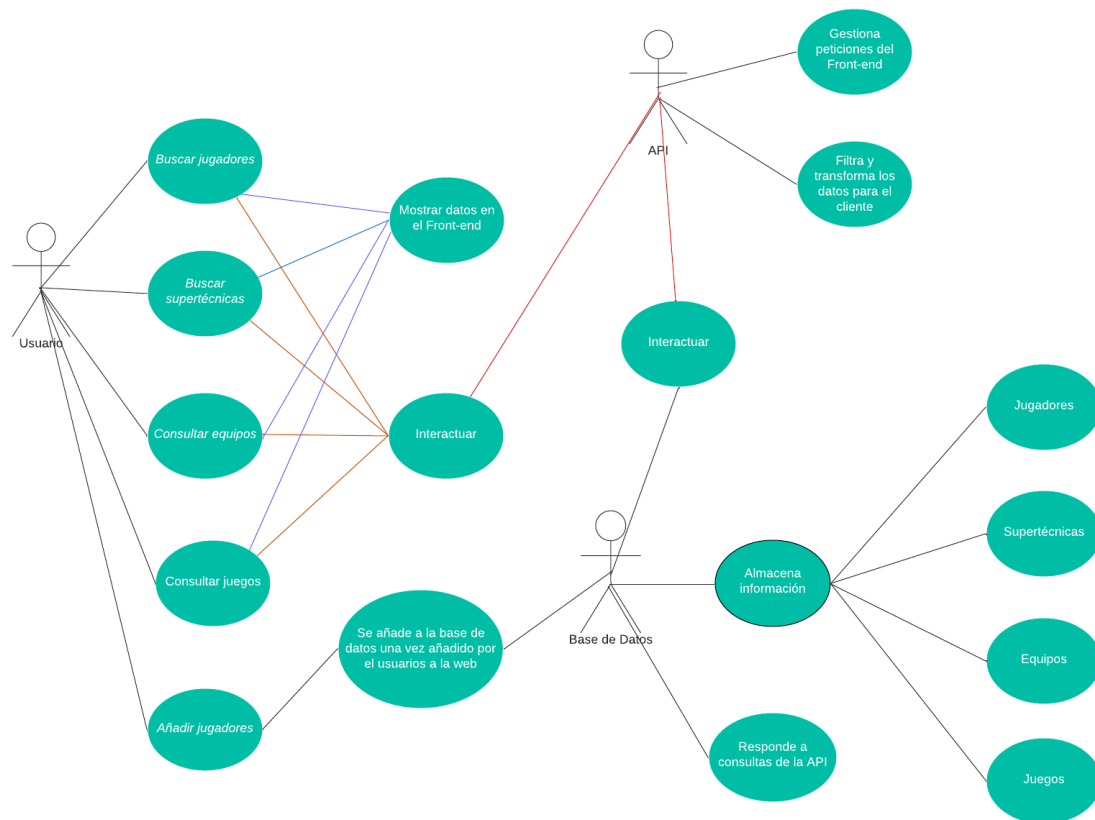 Gestiona
peticiones del
Front-end
API
Filtra y
transforma los
datos para el
cliente
Buscar jugadores
Mostrar datos en
el Front-end
Usuario
Buscar
supertécnicas
Interactuar
Consultar equipos
Interactuar
Jugadores
Supertécnicas
Consultar juegos
Almacena
información
Se añade a la base de
datos una vez añadido por
el usuarios a la web
Base de Datos
Equipos
Añadir jugadores
Responde a
consultas de la API
Juegos